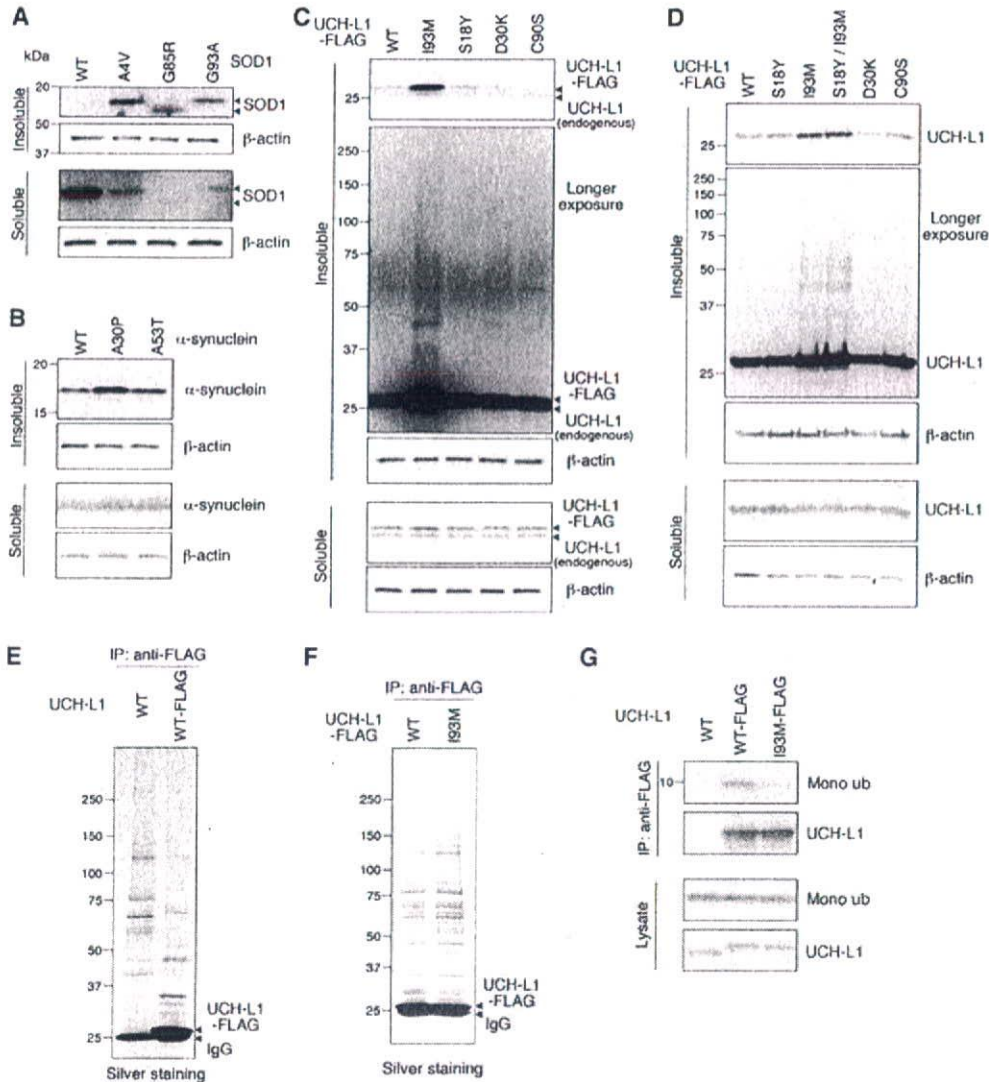 A
kDa
WT
A4V
G85R
G93A
SOD1
Insoluble
20
SOD1
50
37
β-actin
Soluble
SOD1
β-actin
B
WT
A30P
A53T
α-synuclein
Insoluble
20
15
α-synuclein
β-actin
Soluble
α-synuclein
β-actin
C
UCH-L1
-FLAG
WT
I93M
S18Y
D30K
C90S
25
UCH-L1
-FLAG
UCH-L1
(endogenous)
Insoluble
250
150
100
75
50
37
25
Longer
exposure
UCH-L1
-FLAG
UCH-L1
(endogenous)
β-actin
Soluble
UCH-L1
-FLAG
UCH-L1
(endogenous)
β-actin
D
UCH-L1
-FLAG
WT
S18Y
I93M
S18Y / I93M
D30K
C90S
25
UCH-L1
Insoluble
250
150
100
75
50
37
25
Longer
exposure
UCH-L1
β-actin
Soluble
UCH-L1
β-actin
E
IP: anti-FLAG
UCH-L1
WT
WT-FLAG
250
150
100
75
50
37
25
UCH-L1
-FLAG
IgG
Silver staining
F
IP: anti-FLAG
UCH-L1
-FLAG
WT
I93M
250
150
100
75
50
37
25
UCH-L1
-FLAG
IgG
Silver staining
G
UCH-L1
WT
WT-FLAG
I93M-FLAG
IP: anti-FLAG
10
Mono ub
UCH-L1
Lysate
Mono ub
UCH-L1